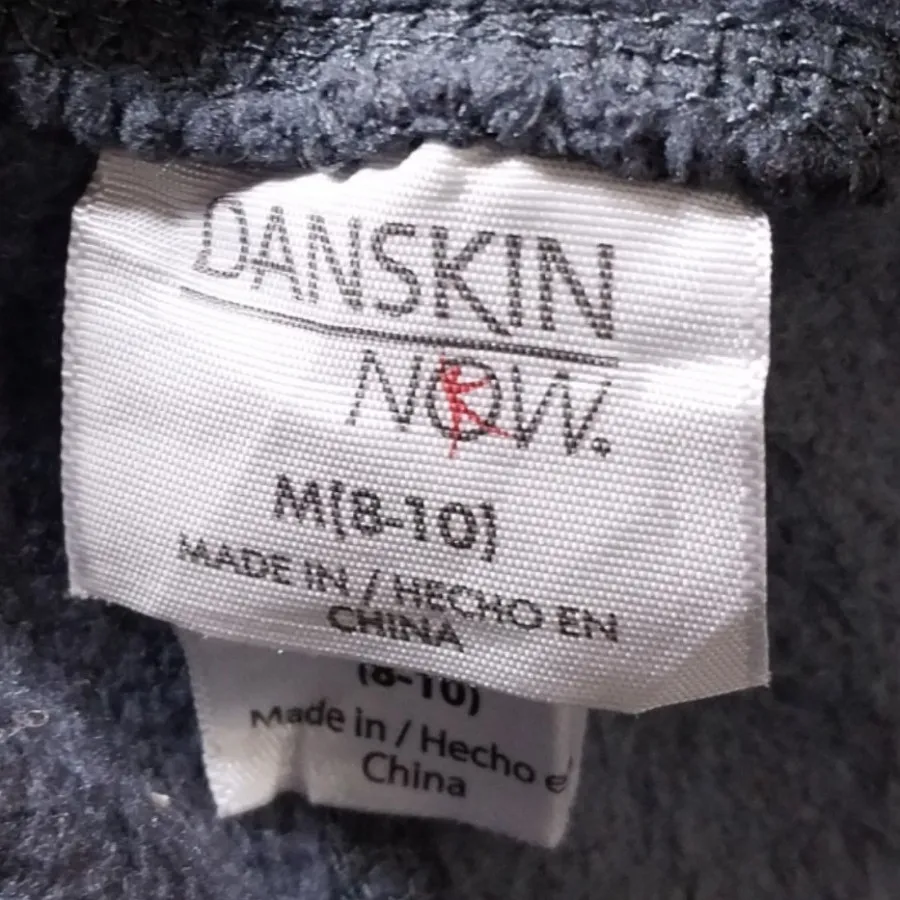 DANSKIN
NOW.
M(8-10)
MADE IN / HECHO EN
CHINA
(8-10)
Made in / Hecho e
China